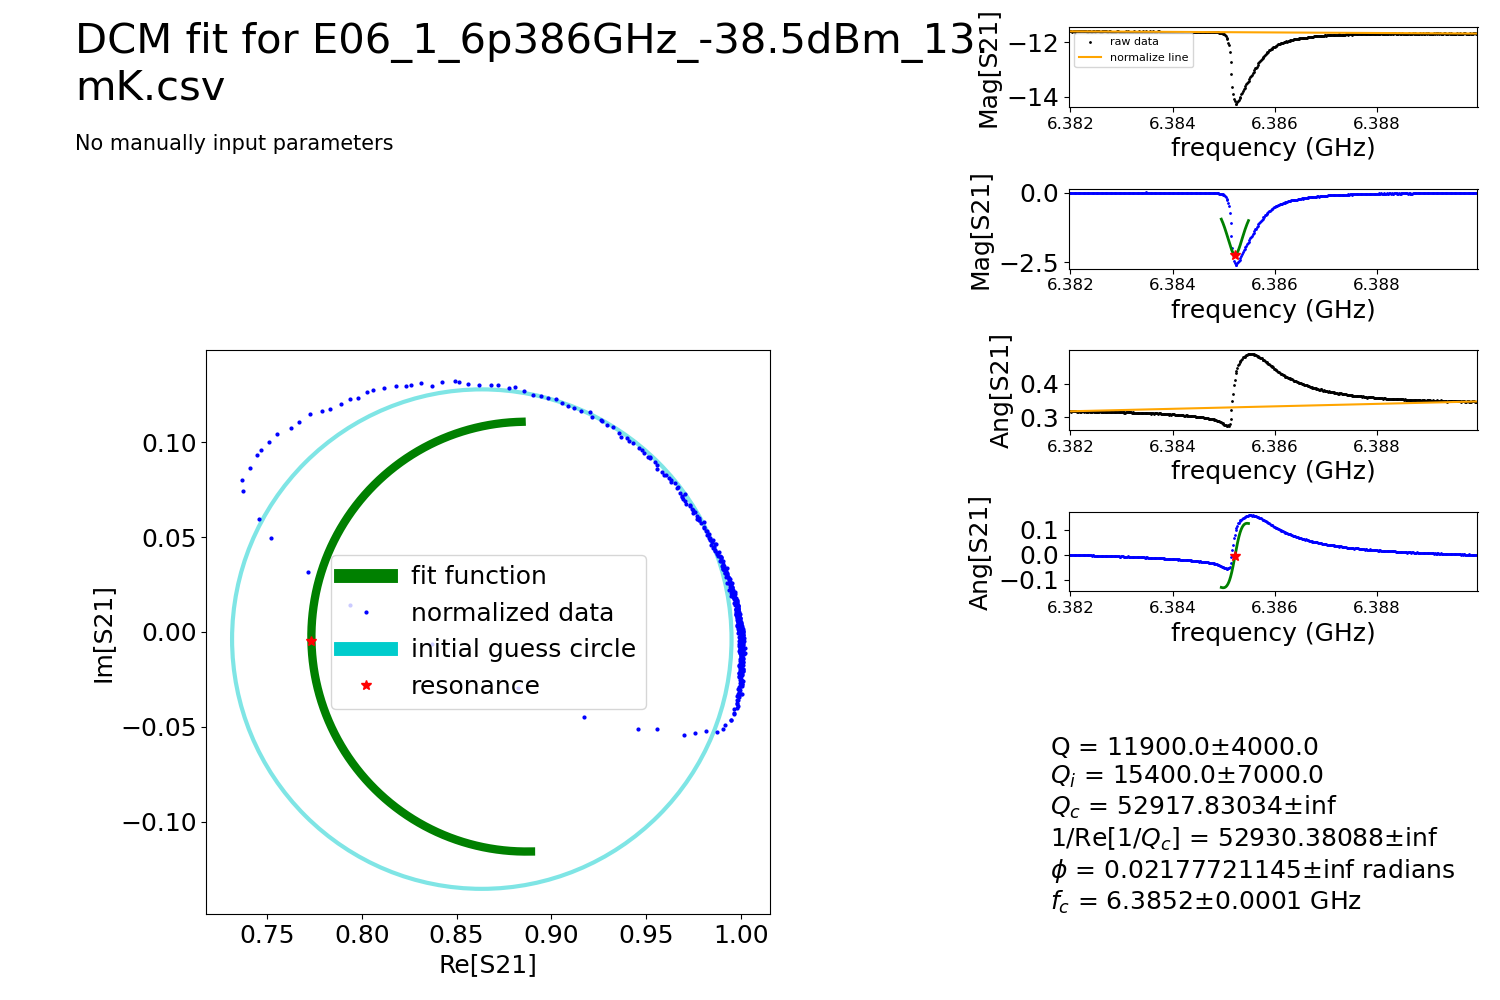 DCM fit for E06_1_6p386GHz_-38.5dBm_13.
mK.csv
No manually input parameters
Mag[S21]
−12
−14
raw data
normalize line
6.382 6.384 6.386 6.388
frequency (GHz)
Mag[S21]
0.0
−2.5
6.382 6.384 6.386 6.388
frequency (GHz)
Ang[S21]
0.4
0.3
6.382 6.384 6.386 6.388
frequency (GHz)
Ang[S21]
0.1
0.0
−0.1
6.382 6.384 6.386 6.388
frequency (GHz)
Im[S21]
0.10
0.05
0.00
−0.05
−0.10
fit function
normalized data
initial guess circle
resonance
0.75 0.80 0.85 0.90 0.95 1.00
Re[S21]
Q = 11900.0±4000.0
Q_i = 15400.0±7000.0
Q_c = 52917.83034±inf
1/Re[1/Q_c] = 52930.38088±inf
ϕ = 0.02177721145±inf radians
f_c = 6.3852±0.0001 GHz